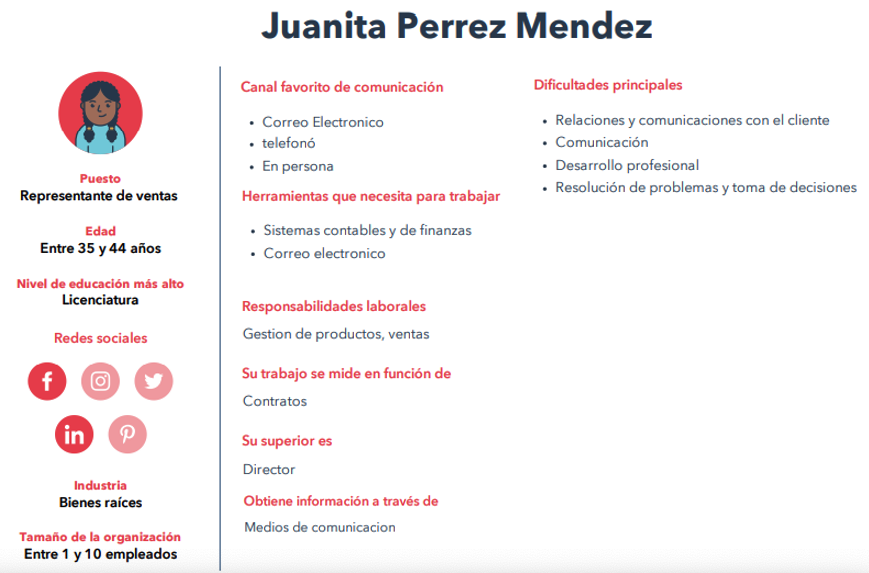 Juanita Perrez Mendez
Puesto
Representante de ventas
Edad
Entre 35 y 44 años
Nivel de educación más alto
Licenciatura
Redes sociales
f
in
Industria
Bienes raíces
Tamaño de la organización
Entre 1 y 10 empleados
Canal favorito de comunicación
• Correo Electronico
• telefonó
• En persona
Herramientas que necesita para trabajar
• Sistemas contables y de finanzas
• Correo electronico
Responsabilidades laborales
Gestion de productos, ventas
Su trabajo se mide en función de
Contratos
Su superior es
Director
Obtiene información a través de
Medios de comunicacion
Dificultades principales
• Relaciones y comunicaciones con el cliente
• Comunicación
• Desarrollo profesional
• Resolución de problemas y toma de decisiones